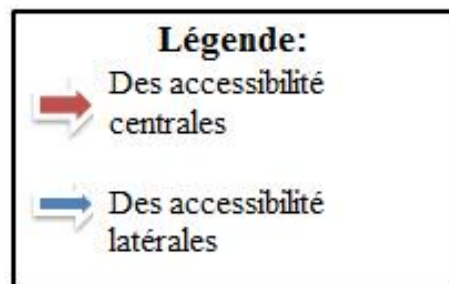 Légende:
Des accessibilité
centrales
Des accessibilité
latérales